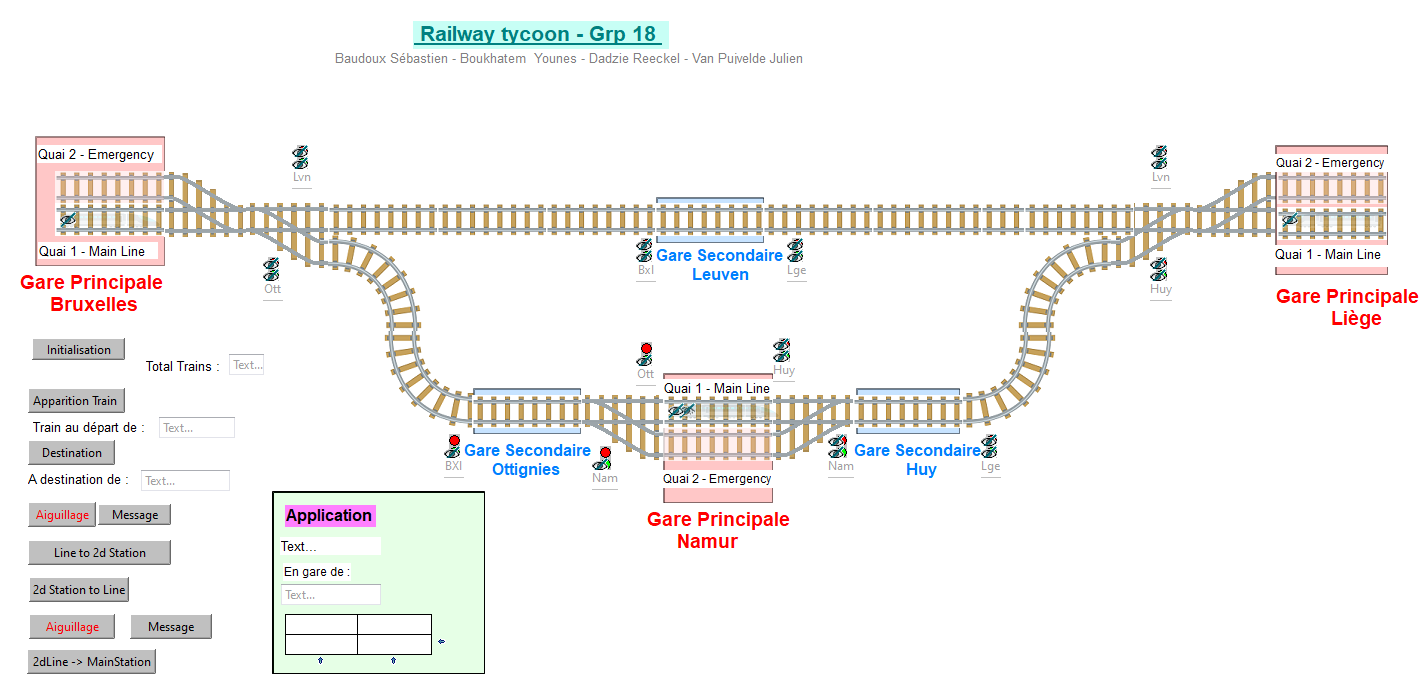 Railway tycoon - Grp 18
Baudoux Sébastien - Boukhatem Younes - Dadzie Reeckel - Van Puivelde Julien
Quai 2 - Emergency
Quai 1 - Main Line
Gare Principale
Bruxelles
Lvn
Ott
Bxl
Gare Secondaire
Leuven
Lge
Lvn
Huy
Quai 2 - Emergency
Quai 1 - Main Line
Gare Principale
Liège
Initialisation
Total Trains :
Text...
Apparition Train
Train au départ de :
Text...
Destination
A destination de :
Text...
Aiguillage
Message
Line to 2d Station
2d Station to Line
Aiguillage
Message
2dLine -> MainStation
BXl
Gare Secondaire
Ottignies
Nam
Ott
Huy
Quai 1 - Main Line
Quai 2 - Emergency
Gare Principale
Namur
Nam
Gare Secondaire
Huy
Lge
Application
Text...
En gare de :
Text...